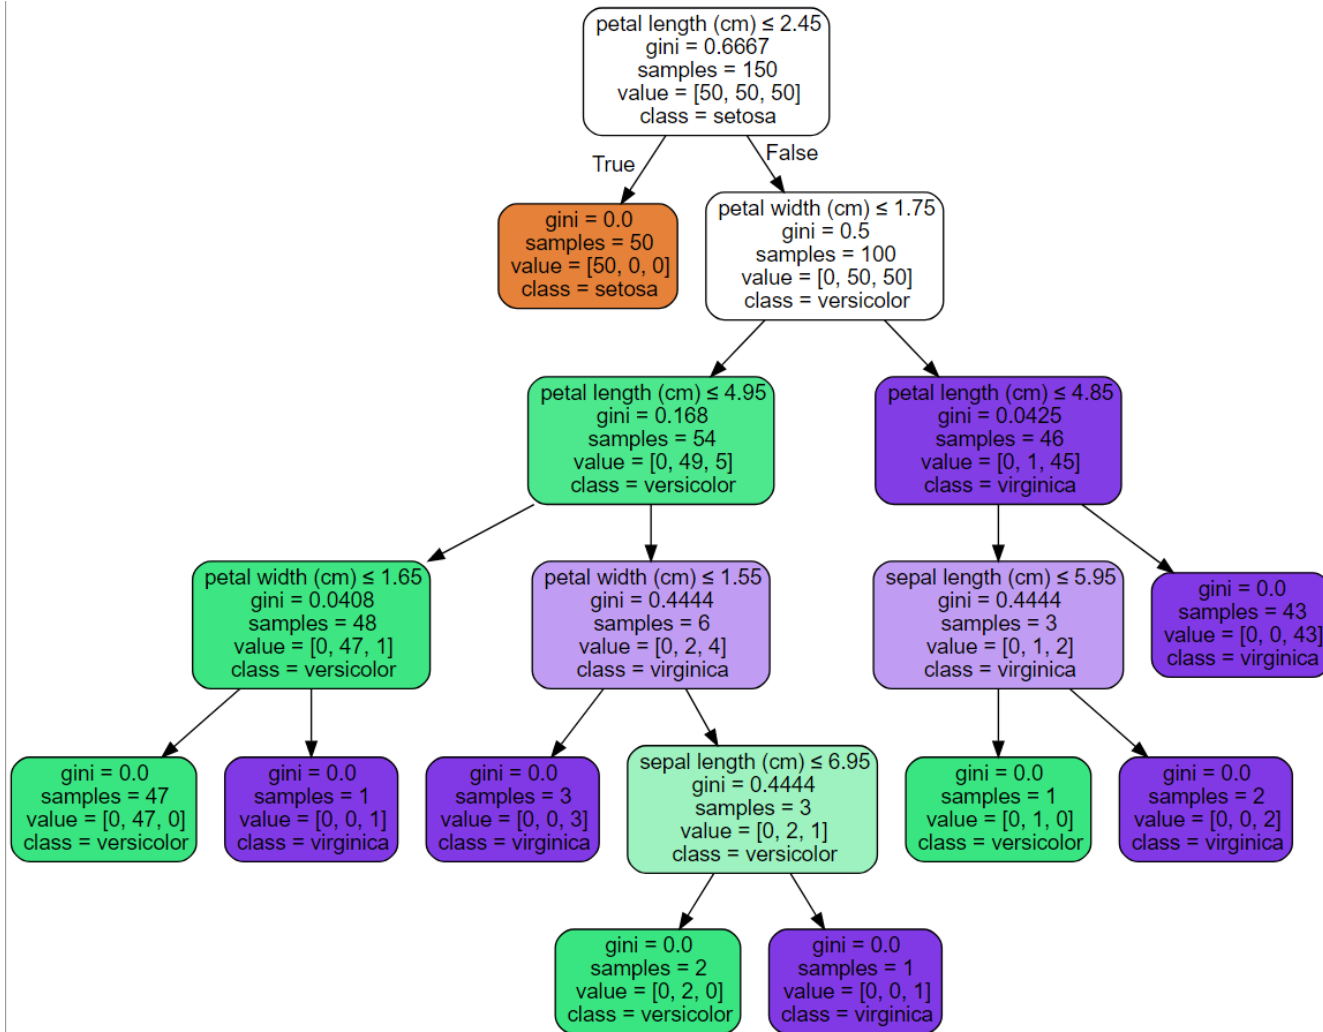 petal length (cm) ≤ 2.45
gini = 0.6667
samples = 150
value = [50, 50, 50]
class = setosa
True
False
gini = 0.0
samples = 50
value = [50, 0, 0]
class = setosa
petal width (cm) ≤ 1.75
gini = 0.5
samples = 100
value = [0, 50, 50]
class = versicolor
petal length (cm) ≤ 4.95
gini = 0.168
samples = 54
value = [0, 49, 5]
class = versicolor
petal length (cm) ≤ 4.85
gini = 0.0425
samples = 46
value = [0, 1, 45]
class = virginica
petal width (cm) ≤ 1.65
gini = 0.0408
samples = 48
value = [0, 47, 1]
class = versicolor
petal width (cm) ≤ 1.55
gini = 0.4444
samples = 6
value = [0, 2, 4]
class = virginica
sepal length (cm) ≤ 5.95
gini = 0.4444
samples = 3
value = [0, 1, 2]
class = virginica
gini = 0.0
samples = 43
value = [0, 0, 43]
class = virginica
gini = 0.0
samples = 47
value = [0, 47, 0]
class = versicolor
gini = 0.0
samples = 1
value = [0, 0, 1]
class = virginica
gini = 0.0
samples = 3
value = [0, 0, 3]
class = virginica
sepal length (cm) ≤ 6.95
gini = 0.4444
samples = 3
value = [0, 2, 1]
class = versicolor
gini = 0.0
samples = 1
value = [0, 1, 0]
class = versicolor
gini = 0.0
samples = 2
value = [0, 0, 2]
class = virginica
gini = 0.0
samples = 2
value = [0, 2, 0]
class = versicolor
gini = 0.0
samples = 1
value = [0, 0, 1]
class = virginica